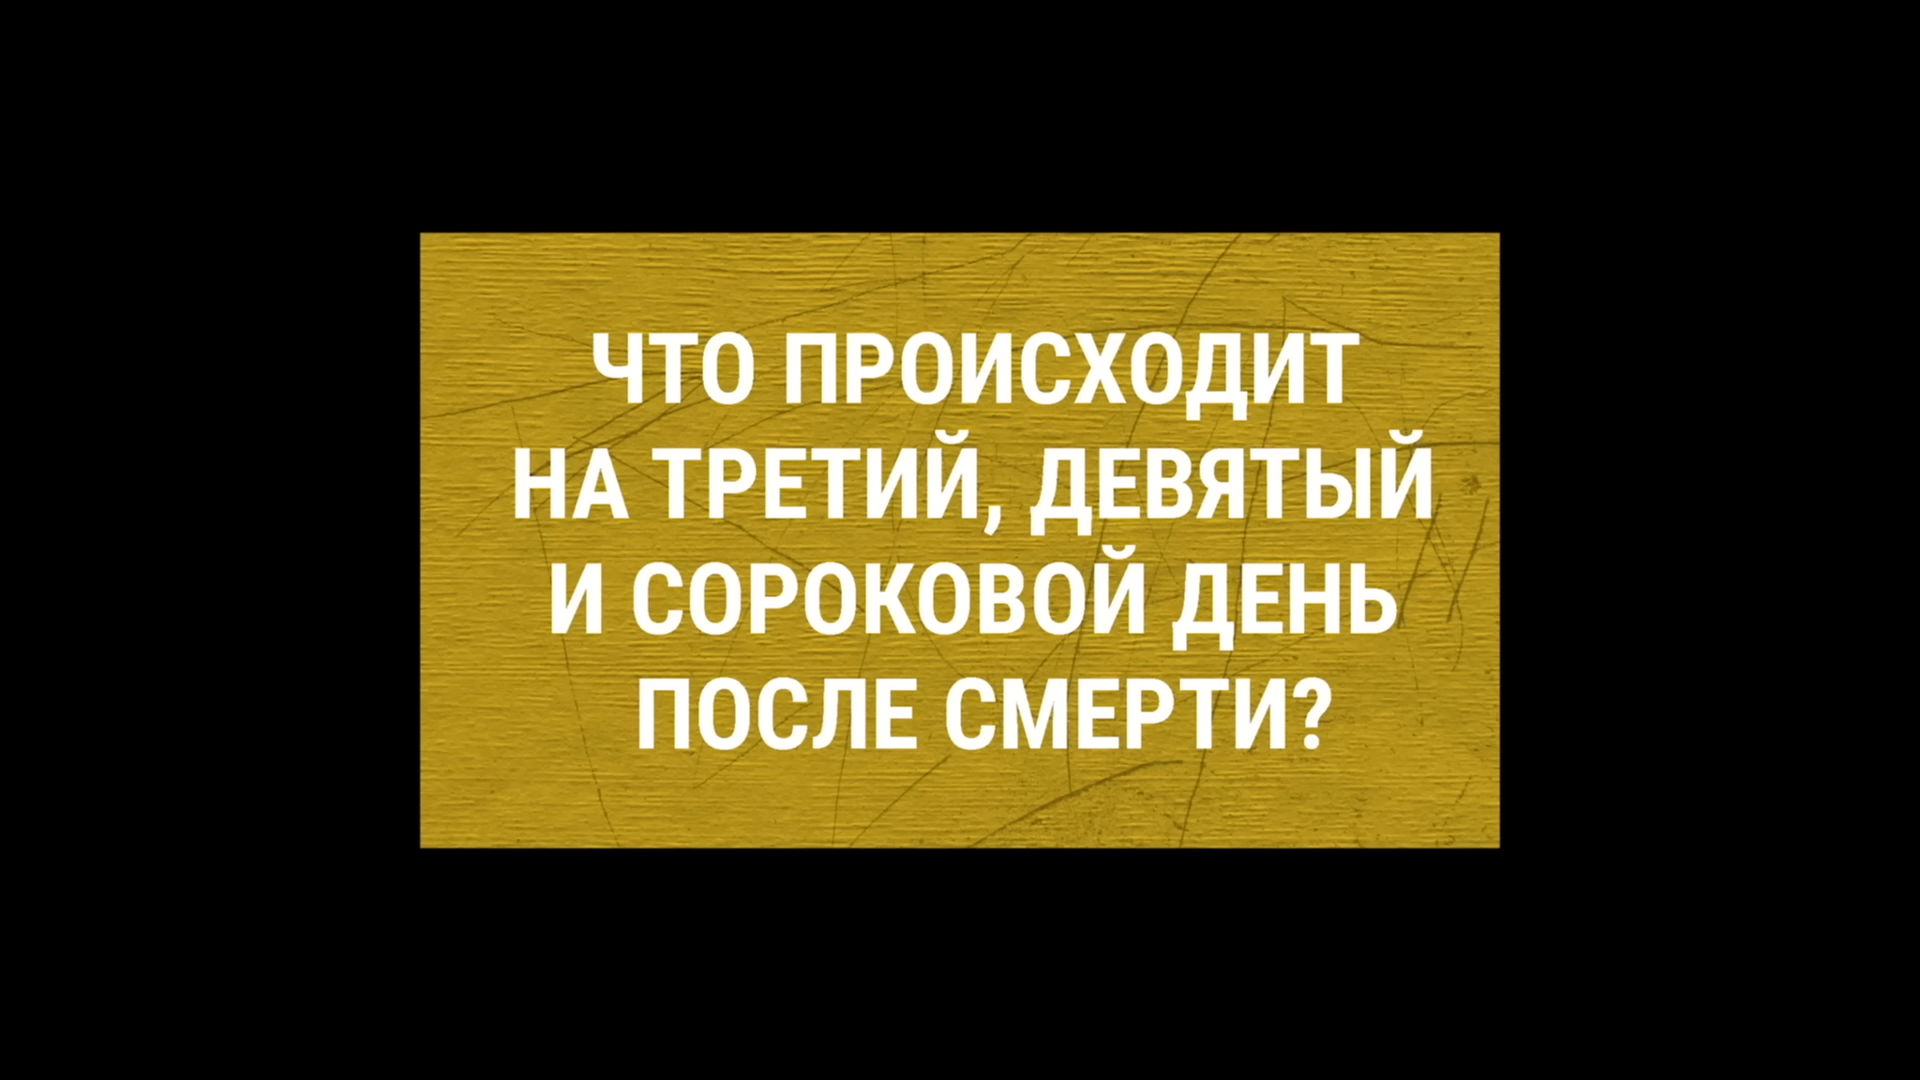 ЧТО ПРОИСХОДИТ
НА ТРЕТИЙ, ДЕВЯТЫЙ
И СОРОКОВОЙ ДЕНЬ
ПОСЛЕ СМЕРТИ?